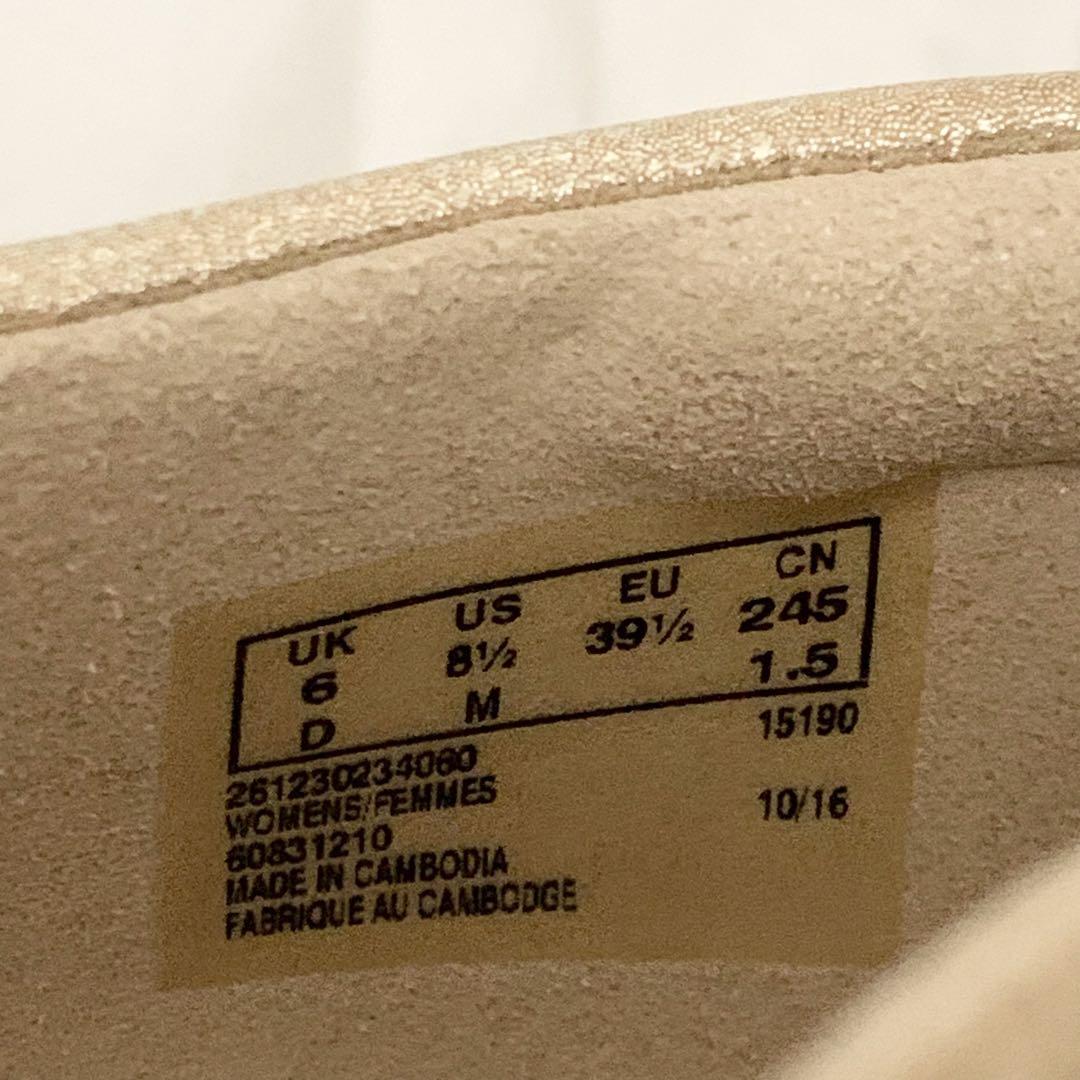 UK US EU CN
6 8½ 39½ 245
D M 1.5
261230234060 15190
WOMENS/FEMMES
60831210 10/16
MADE IN CAMBODIA
FABRIQUE AU CAMBODGE